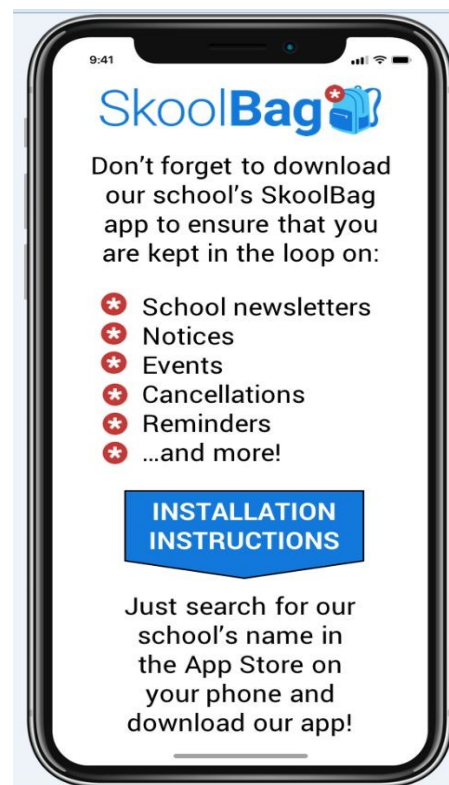 9:41
SkoolBag
Don't forget to download
our school's SkoolBag
app to ensure that you
are kept in the loop on:
School newsletters
Notices
Events
Cancellations
Reminders
...and more!
INSTALLATION
INSTRUCTIONS
Just search for our
school's name in
the App Store on
your phone and
download our app!